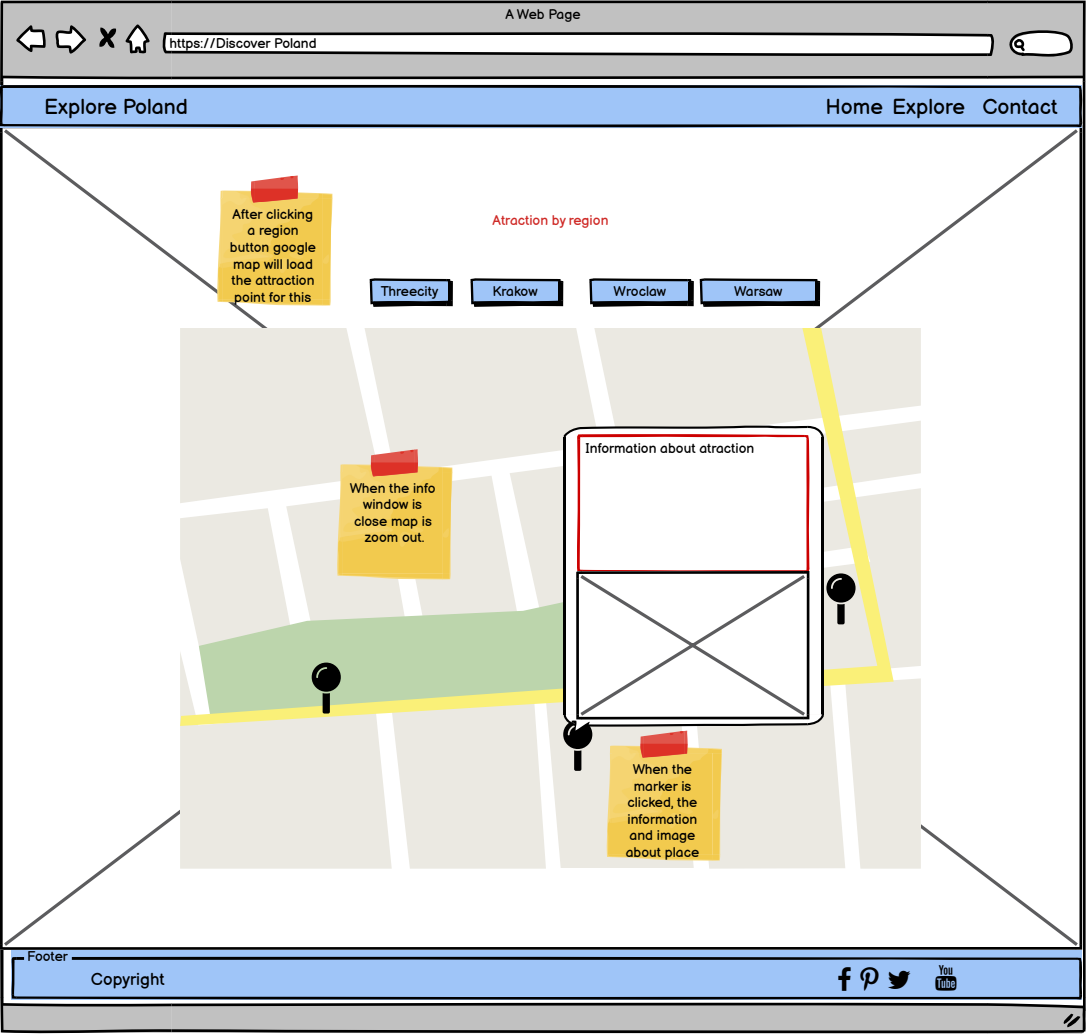 A Web Page
https://Discover Poland
Explore Poland
Home Explore Contact
After clicking
a region
button google
map will load
the attraction
point for this
Atraction by region
Threecity
Krakow
Wroclaw
Warsaw
Information about atraction
When the info
window is
close map is
zoom out.
When the
marker is
clicked, the
information
and image
about place
Footer
Copyright
You
Tube